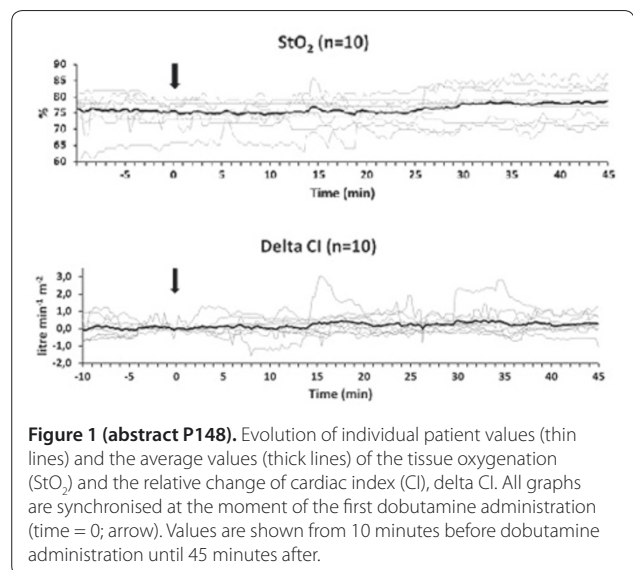 StO₂ (n=10)
90
85
80
75
70
65
60
%
-5 0 5 10 15 20 25 30 35 40 45
Time (min)
Delta CI (n=10)
3,0
2,0
1,0
0,0
-1,0
-2,0
litre min⁻¹ m⁻²
-10 -5 0 5 10 15 20 25 30 35 40 45
Time (min)
Figure 1 (abstract P148). Evolution of individual patient values (thin
lines) and the average values (thick lines) of the tissue oxygenation
(StO₂) and the relative change of cardiac index (CI), delta CI. All graphs
are synchronised at the moment of the first dobutamine administration
(time = 0; arrow). Values are shown from 10 minutes before dobutamine
administration until 45 minutes after.